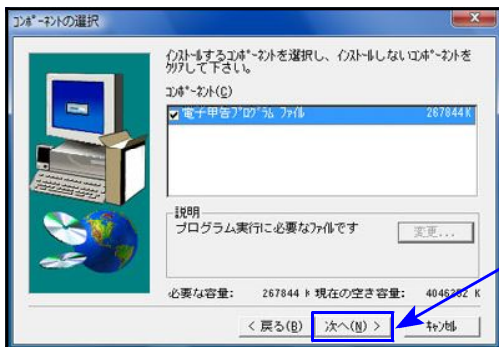 コンポーネントの選択
インストールするコンポーネントを選択し、インストールしないコンポーネントを
クリアして下さい。
コンポーネント(C)
電子申告プログラム ファイル 267844 K
説明
プログラム実行に必要なファイルです
変更...
必要な容量: 267844 K 現在の空き容量: K
< 戻る(B) 次へ(N) > キャンセル